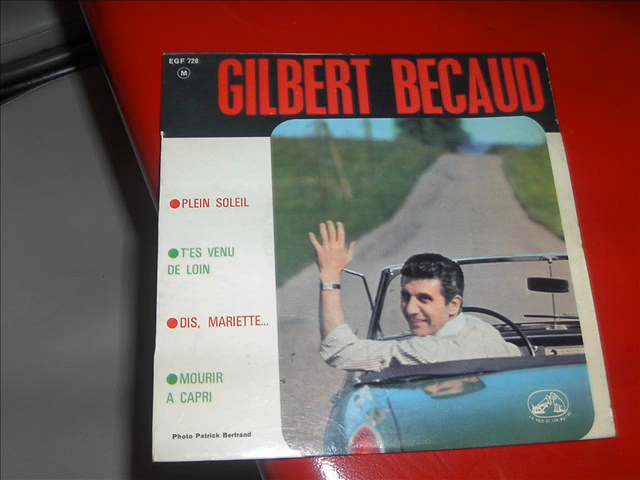 EGF 728
M
GILBERT BECAUD
PLEIN SOLEIL
T'ES VENU
DE LOIN
DIS, MARIETTE...
MOURIR
A CAPRI
Photo Patrick Bertrand